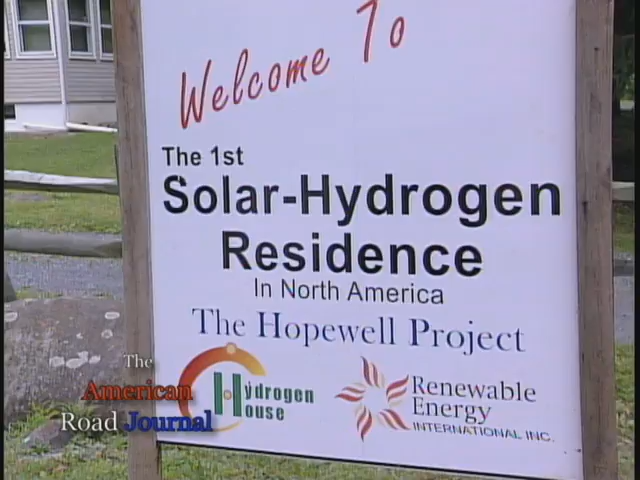 Welcome To
The 1st
Solar-Hydrogen
Residence
In North America
The Hopewell Project
Hydrogen
House
Renewable
Energy
INTERNATIONAL INC.
The
American
Road Journal